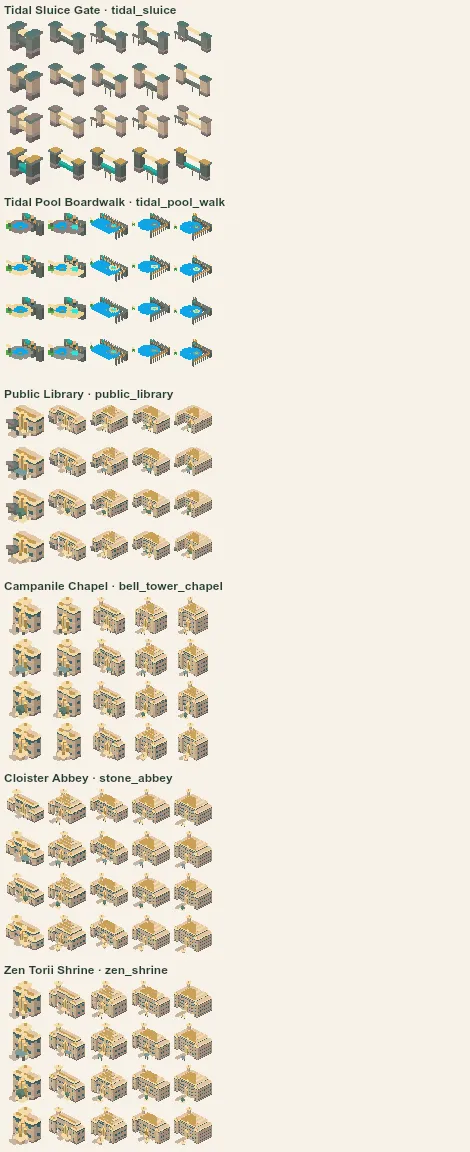 Tidal Sluice Gate · tidal_sluice
Tidal Pool Boardwalk · tidal_pool_walk
Public Library · public_library
Campanile Chapel · bell_tower_chapel
Cloister Abbey · stone_abbey
Zen Torii Shrine · zen_shrine